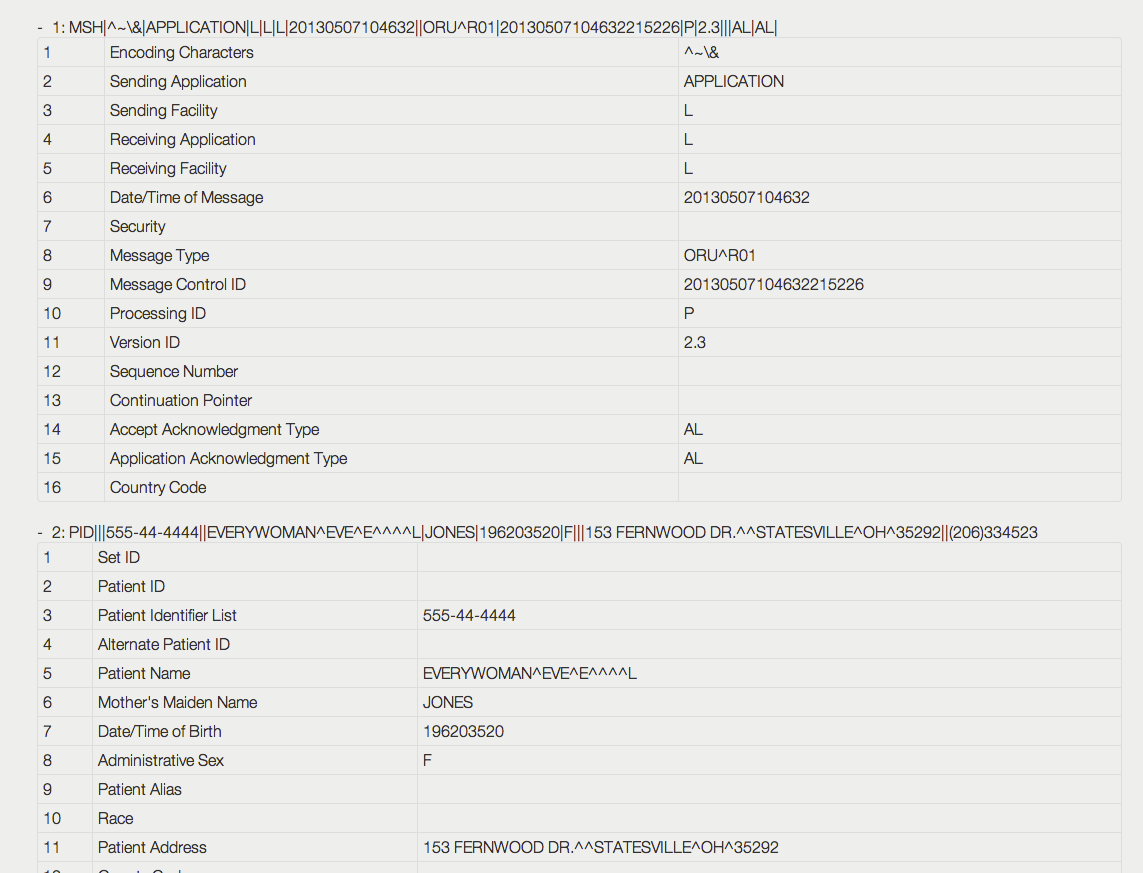 - 1: MSH|^~\&|APPLICATION|L|L|L|20130507104632||ORU^R01|20130507104632215226|P|2.3|||AL|AL|
1 Encoding Characters ^~\&
2 Sending Application APPLICATION
3 Sending Facility L
4 Receiving Application L
5 Receiving Facility L
6 Date/Time of Message 20130507104632
7 Security
8 Message Type ORU^R01
9 Message Control ID 20130507104632215226
10 Processing ID P
11 Version ID 2.3
12 Sequence Number
13 Continuation Pointer
14 Accept Acknowledgment Type AL
15 Application Acknowledgment Type AL
16 Country Code
- 2: PID|||555-44-4444||EVERYWOMAN^EVE^E^^^^L|JONES|196203520|F|||153 FERNWOOD DR.^^STATESVILLE^OH^35292||(206)334523
1 Set ID
2 Patient ID
3 Patient Identifier List 555-44-4444
4 Alternate Patient ID
5 Patient Name EVERYWOMAN^EVE^E^^^^L
6 Mother's Maiden Name JONES
7 Date/Time of Birth 196203520
8 Administrative Sex F
9 Patient Alias
10 Race
11 Patient Address 153 FERNWOOD DR.^^STATESVILLE^OH^35292